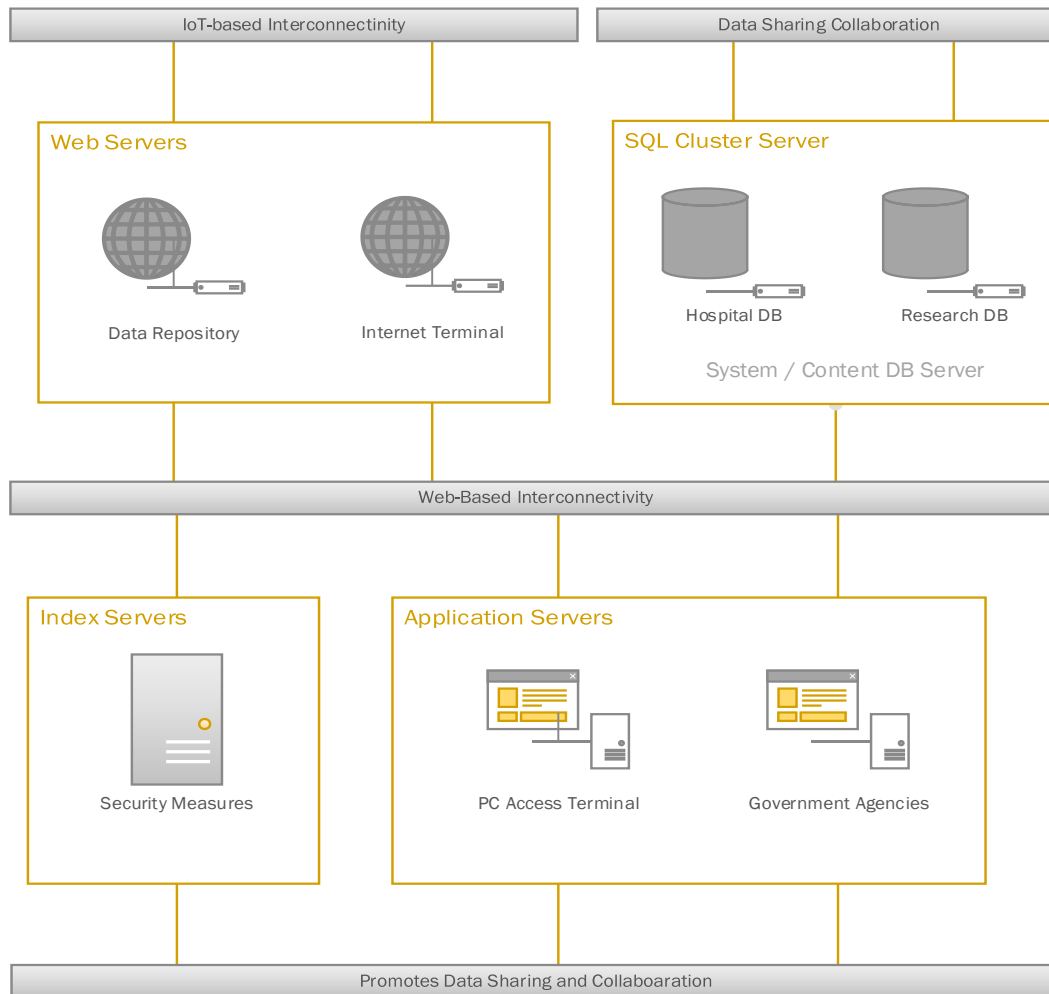 IoT-based Interconnectinity
Data Sharing Collaboration
Web Servers
SQL Cluster Server
Data Repository
Internet Terminal
Hospital DB
Research DB
System / Content DB Server
Web-Based Interconnectivity
Index Servers
Application Servers
Security Measures
PC Access Terminal
Government Agencies
Promotes Data Sharing and Collaboaration